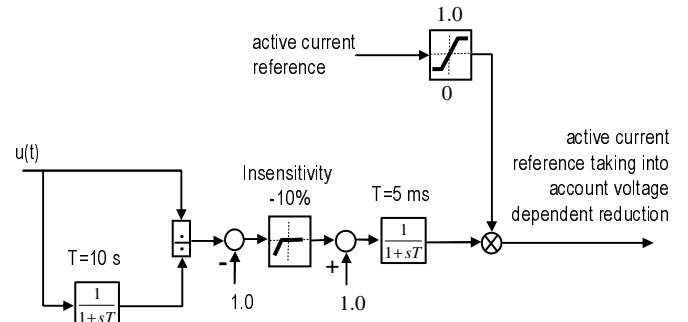 1.0
active current
reference
0
active current
reference taking into
account voltage
dependent reduction
u(t)
Insensitivity
-10%
T=5 ms
÷
1
1+sT
T=10 s
-
+
1.0
1.0
1
1+sT